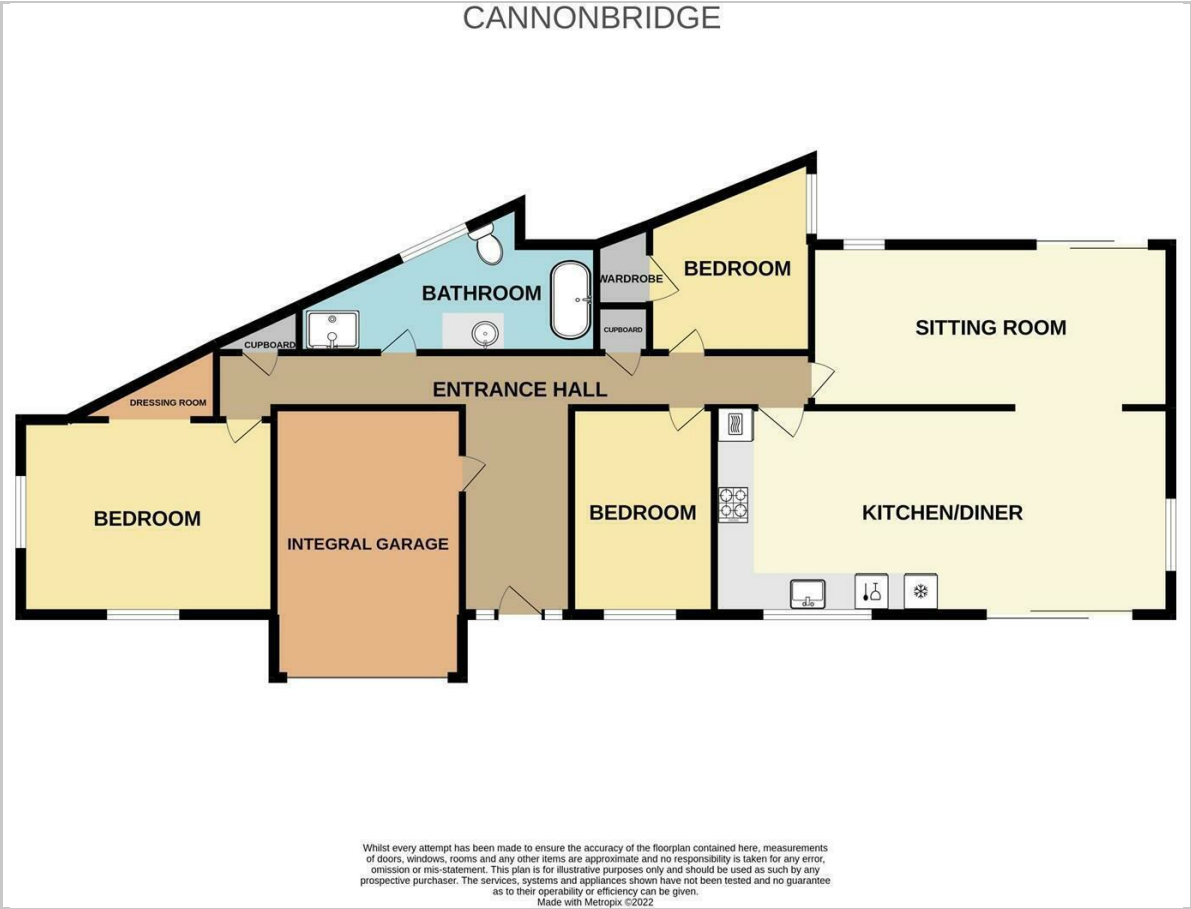 CANNONBRIDGE
WARDROBE
BEDROOM
BATHROOM
SITTING ROOM
CUPBOARD
CUPBOARD
ENTRANCE HALL
DRESSING ROOM
BEDROOM
BEDROOM
KITCHEN/DINER
INTEGRAL GARAGE
Whilst every attempt has been made to ensure the accuracy of the floorplan contained here, measurements
of doors, windows, rooms and any other items are approximate and no responsibility is taken for any error,
omission or mis-statement. This plan is for illustrative purposes only and should be used as such by any
prospective purchaser. The services, systems and appliances shown have not been tested and no guarantee
as to their operability or efficiency can be given.
Made with Metropix ©2022